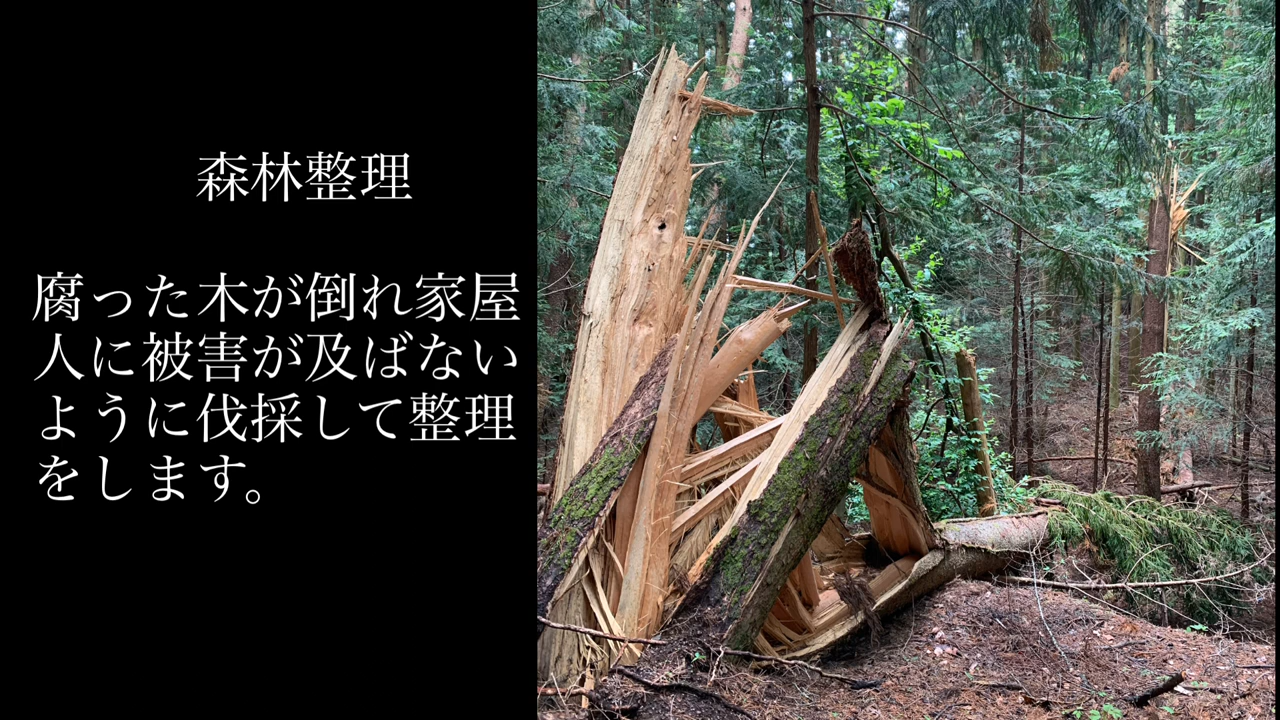 森林整理
腐った木が倒れ家屋
人に被害が及ばない
ように伐採して整理
をします。